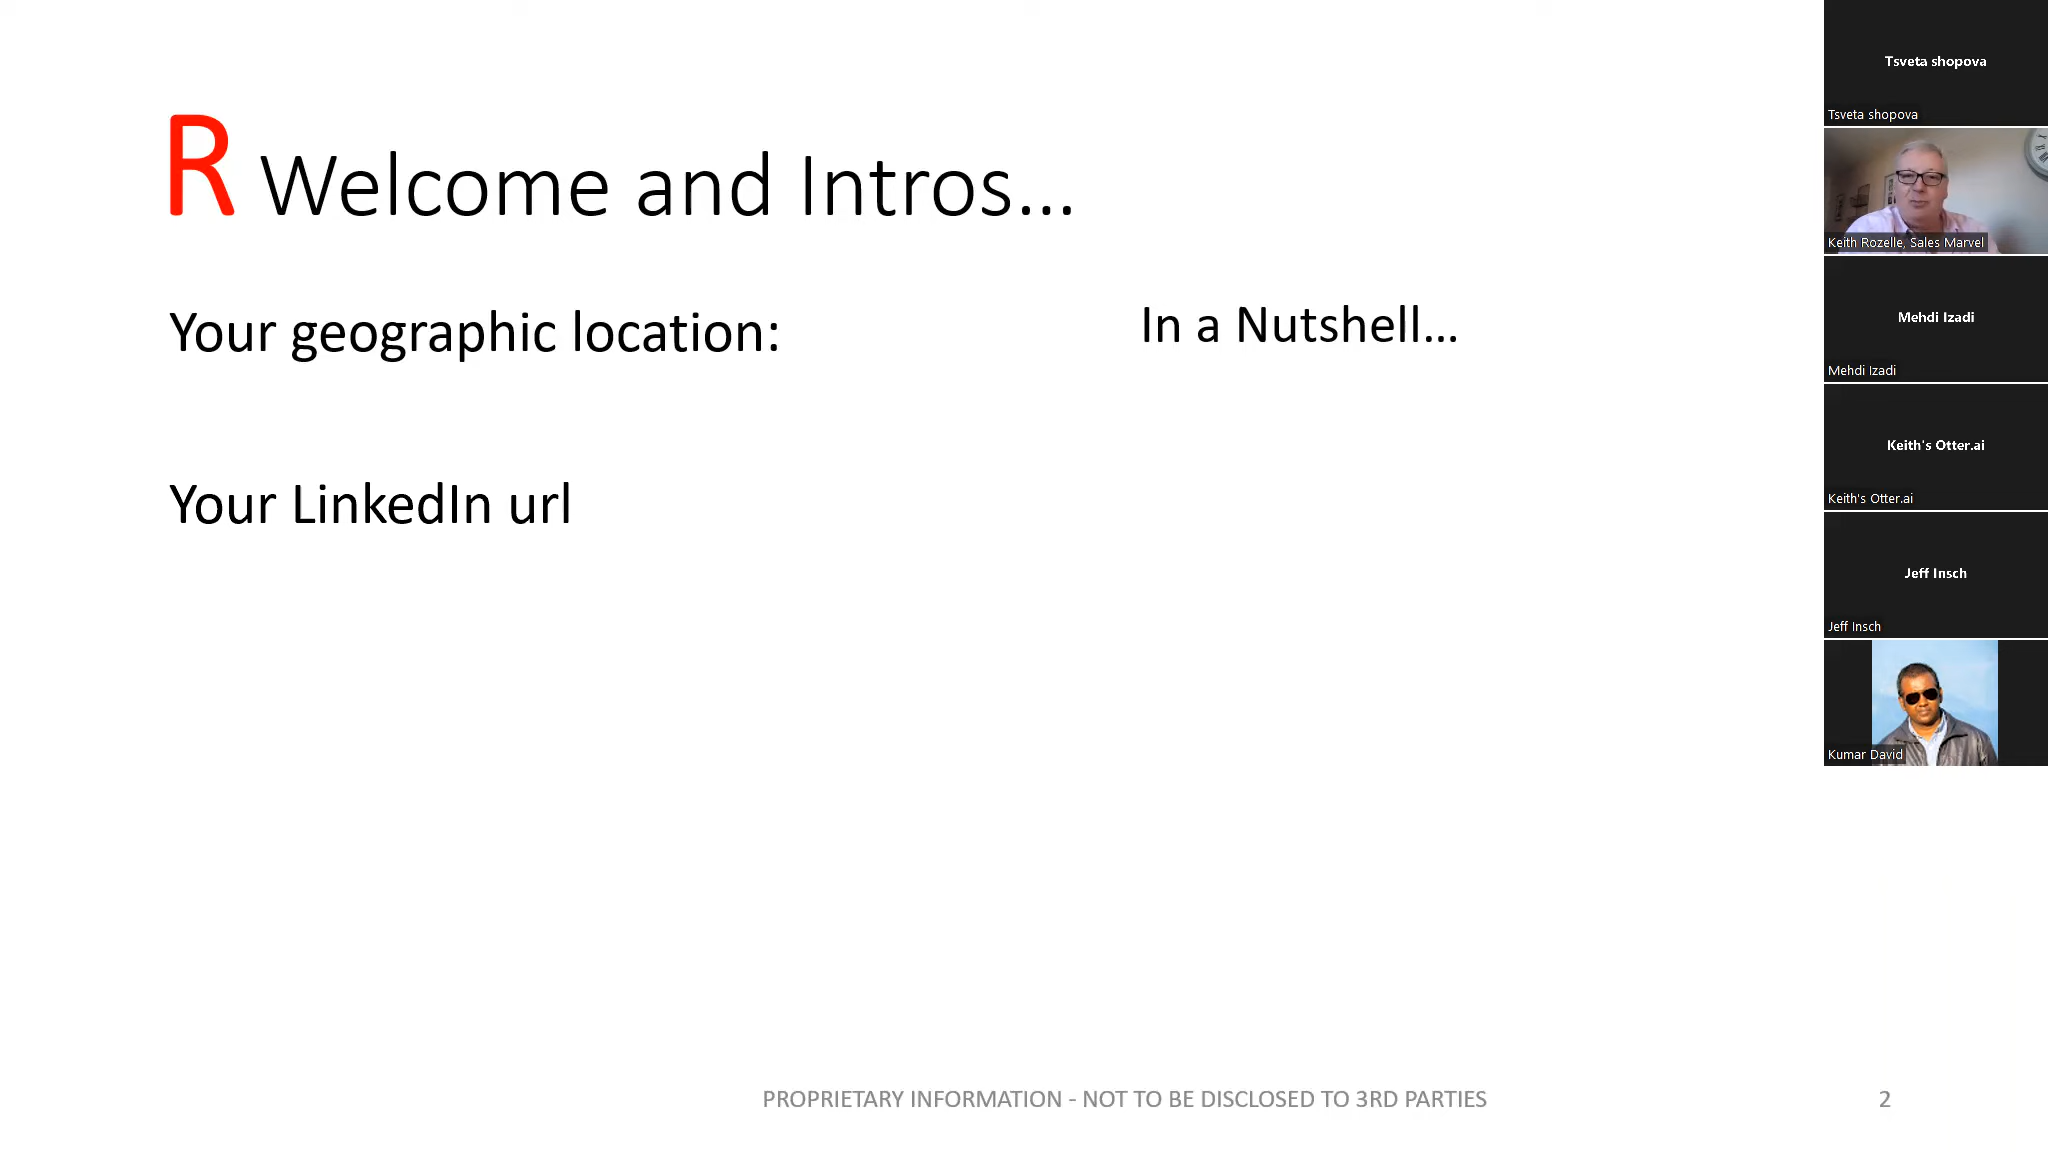 R Welcome and Intros...
Your geographic location:
In a Nutshell...
Your LinkedIn url
PROPRIETARY INFORMATION - NOT TO BE DISCLOSED TO 3RD PARTIES
2
Tsveta shopova
Tsveta shopova
Keith Rozelle, Sales Marvel
Mehdi Izadi
Mehdi Izadi
Keith's Otter.ai
Keith's Otter.ai
Jeff Insch
Jeff Insch
Kumar David